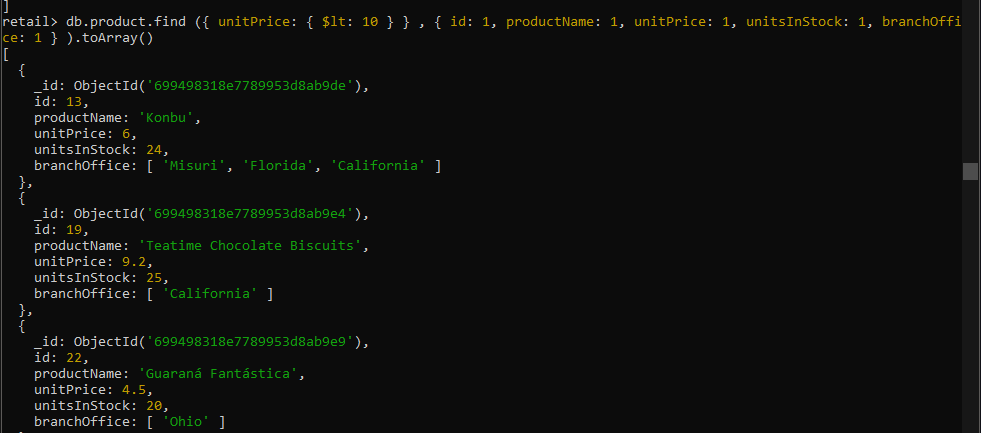 ]
retail> db.product.find ({ unitPrice: { $lt: 10 } } , { id: 1, productName: 1, unitPrice: 1, unitsInStock: 1, branchOffi
ce: 1 } ).toArray()
[
  {
    _id: ObjectId('699498318e7789953d8ab9de'),
    id: 13,
    productName: 'Konbu',
    unitPrice: 6,
    unitsInStock: 24,
    branchOffice: [ 'Misuri', 'Florida', 'California' ]
  },
  {
    _id: ObjectId('699498318e7789953d8ab9e4'),
    id: 19,
    productName: 'Teatime Chocolate Biscuits',
    unitPrice: 9.2,
    unitsInStock: 25,
    branchOffice: [ 'California' ]
  },
  {
    _id: ObjectId('699498318e7789953d8ab9e9'),
    id: 22,
    productName: 'Guaraná Fantástica',
    unitPrice: 4.5,
    unitsInStock: 20,
    branchOffice: [ 'Ohio' ]